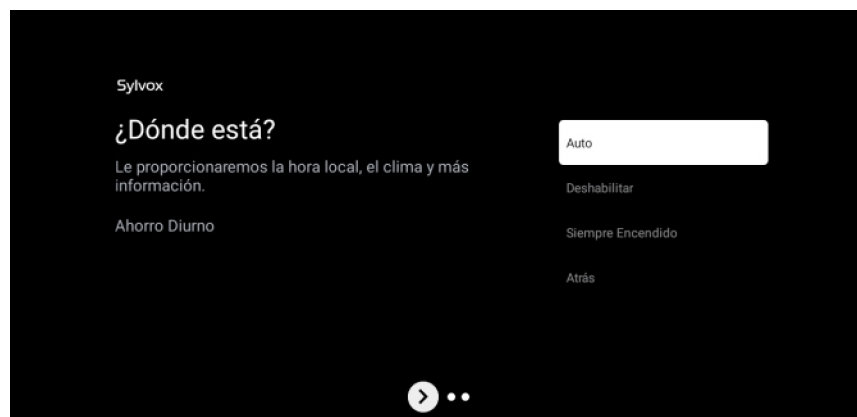 Sylvox
¿Dónde está?
Le proporcionaremos la hora local, el clima y más
información.
Ahorro Diurno
Auto
Deshabilitar
Siempre Encendido
Atrás